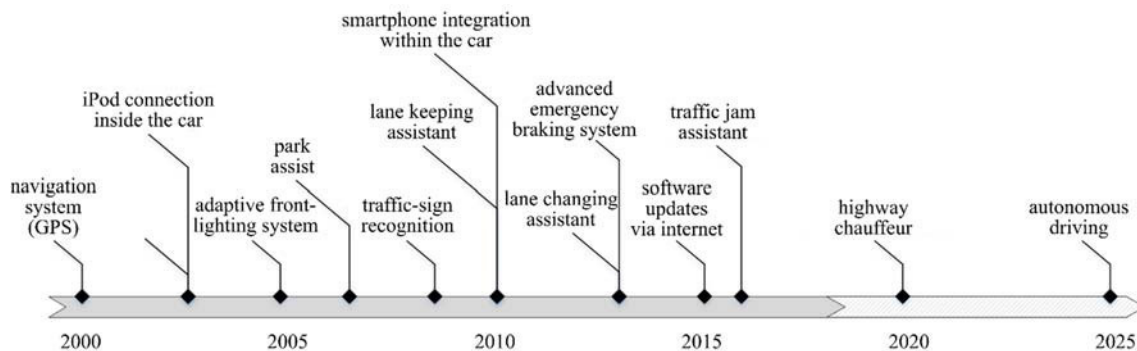 smartphone integration
within the car
iPod connection
inside the car
lane keeping
assistant
advanced
emergency
braking system
traffic jam
assistant
park
assist
navigation
system
(GPS)
adaptive front-
lighting system
traffic-sign
recognition
lane changing
assistant
software
updates
via internet
highway
chauffeur
autonomous
driving
2000
2005
2010
2015
2020
2025